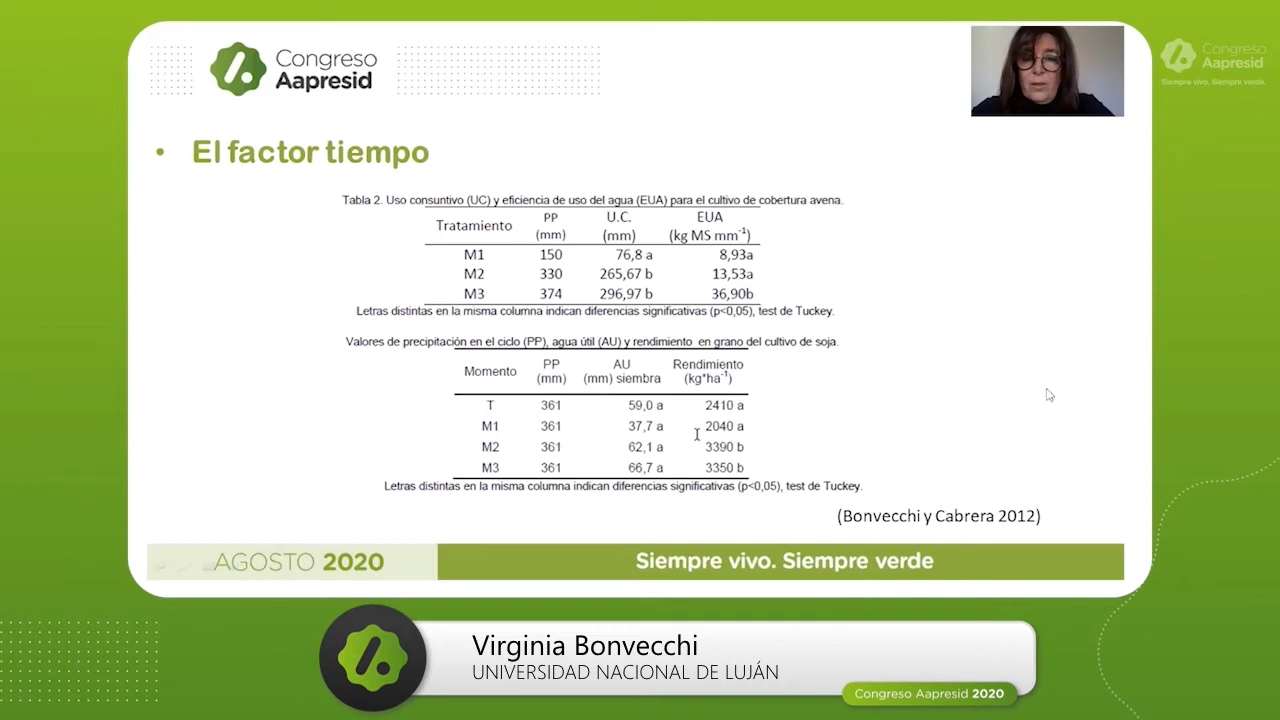 Congreso
Aapresid
Congreso
Aapresid
Siempre vivo. Siempre verde.
• El factor tiempo
Tabla 2. Uso consuntivo (UC) y eficiencia de uso del agua (EUA) para el cultivo de cobertura avena.
Tratamiento PP (mm) U.C. (mm) EUA (kg MS mm⁻¹)
M1 150 76,8 a 8,93a
M2 330 265,67 b 13,53a
M3 374 296,97 b 36,90b
Letras distintas en la misma columna indican diferencias significativas (p<0,05), test de Tuckey.
Valores de precipitación en el ciclo (PP), agua útil (AU) y rendimiento en grano del cultivo de soja.
Momento PP (mm) AU (mm) siembra Rendimiento (kg*ha⁻¹)
T 361 59,0 a 2410 a
M1 361 37,7 a 2040 a
M2 361 62,1 a 3390 b
M3 361 66,7 a 3350 b
Letras distintas en la misma columna indican diferencias significativas (p<0,05), test de Tuckey.
(Bonvecchi y Cabrera 2012)
AGOSTO 2020
Siempre vivo. Siempre verde
Virginia Bonvecchi
UNIVERSIDAD NACIONAL DE LUJÁN
Congreso Aapresid 2020